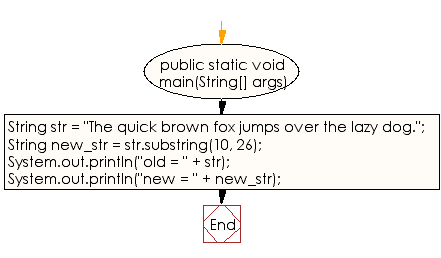 public static void
main(String[] args)
String str = "The quick brown fox jumps over the lazy dog.";
String new_str = str.substring(10, 26);
System.out.println("old = " + str);
System.out.println("new = " + new_str);
End